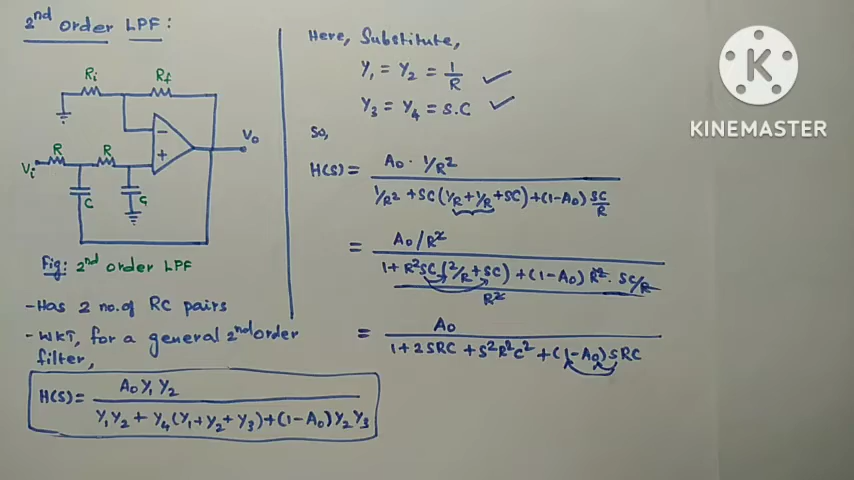 2nd order LPF:
Ri
Rf
Vo
−
+
R
R
Vi
C
C
Fig: 2nd order LPF
- Has 2 no. of RC pairs
- WKT, for a general 2nd order
filter,
H(S) = A₀Y₁Y₂ / Y₁Y₂ + Y₄(Y₁+Y₂+Y₃)+(1-A₀)Y₂Y₃
Here, Substitute,
Y₁ = Y₂ = 1/R ✓
Y₃ = Y₄ = S.C ✓
So,
H(S) = A₀ · 1/R² / 1/R² + SC(1/R + 1/R + SC)+(1-A₀) SC/R
= A₀/R² / 1 + R²SC(2/R + SC) + (1-A₀) R² · SC/R / R²
= A₀ / 1 + 2SRC + S²R²C² + (1-A₀)SRC
K
KINEMASTER